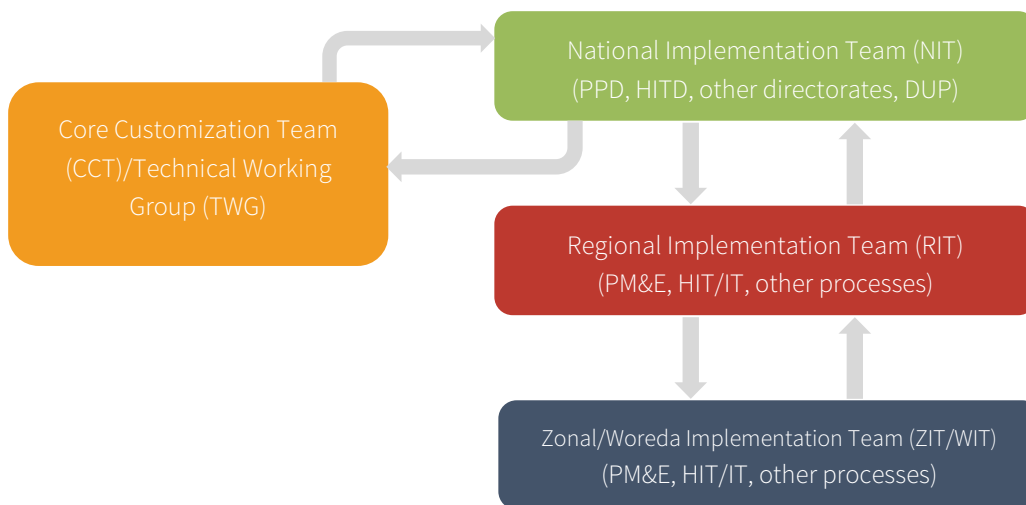 National Implementation Team (NIT)
(PPD, HITD, other directorates, DUP)
Core Customization Team
(CCT)/Technical Working
Group (TWG)
Regional Implementation Team (RIT)
(PM&E, HIT/IT, other processes)
Zonal/Woreda Implementation Team (ZIT/WIT)
(PM&E, HIT/IT, other processes)